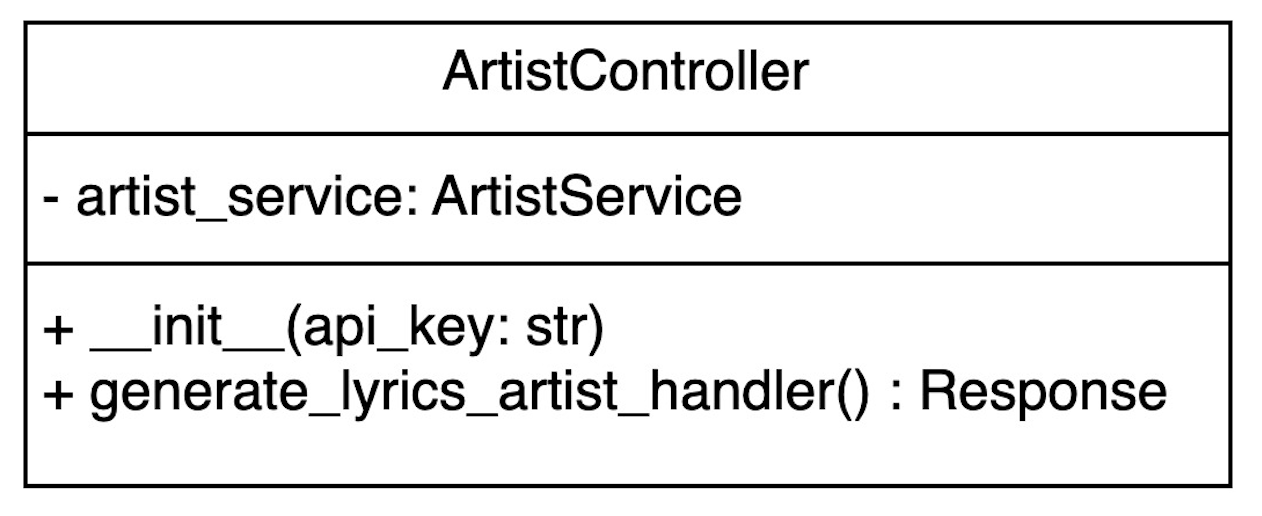 ArtistController
- artist_service: ArtistService
+ __init__(api_key: str)
+ generate_lyrics_artist_handler() : Response